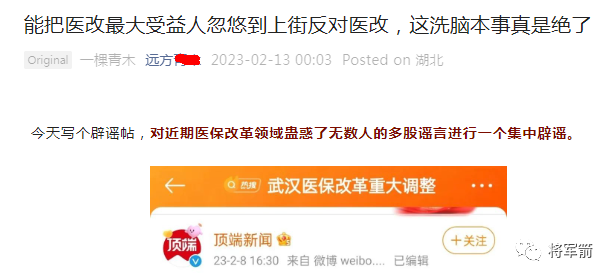 能把医改最大受益人忽悠到上街反对医改，这洗脑本事真是绝了
Original 一棵青木 远方 2023-02-13 00:03 Posted on 湖北
今天写个辟谣帖，对近期医保改革领域蛊惑了无数人的多股谣言进行一个集中辟谣。
热搜 武汉医保改革重大调整
顶端 顶端新闻 +关注
23-2-8 16:30 来自 微博 weibo.... 已编辑
将军箭